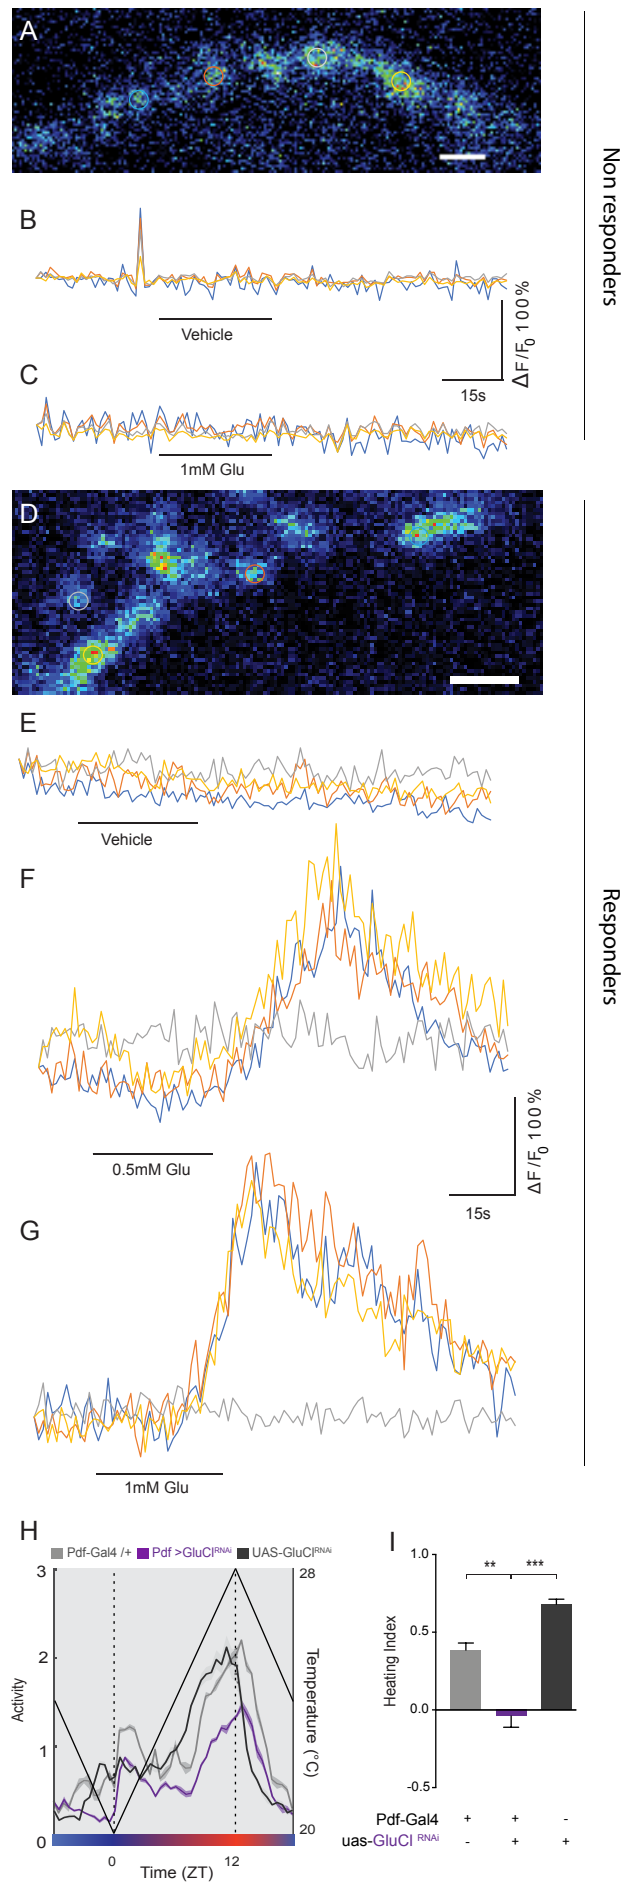 A
Non responders
B
Vehicle
ΔF/F0 100%
15s
C
1mM Glu
D
Responders
E
Vehicle
F
0.5mM Glu
ΔF/F0 100%
15s
G
1mM Glu
H
Pdf-Gal4 /+ Pdf >GluClRNAi UAS-GluClRNAi
3
28
2
1
0
20
Activity
Temperature (°C)
0 12
Time (ZT)
I
** ***
1.0
0.5
0.0
-0.5
Heating Index
Pdf-Gal4 + + -
uas-GluCl RNAi - + +